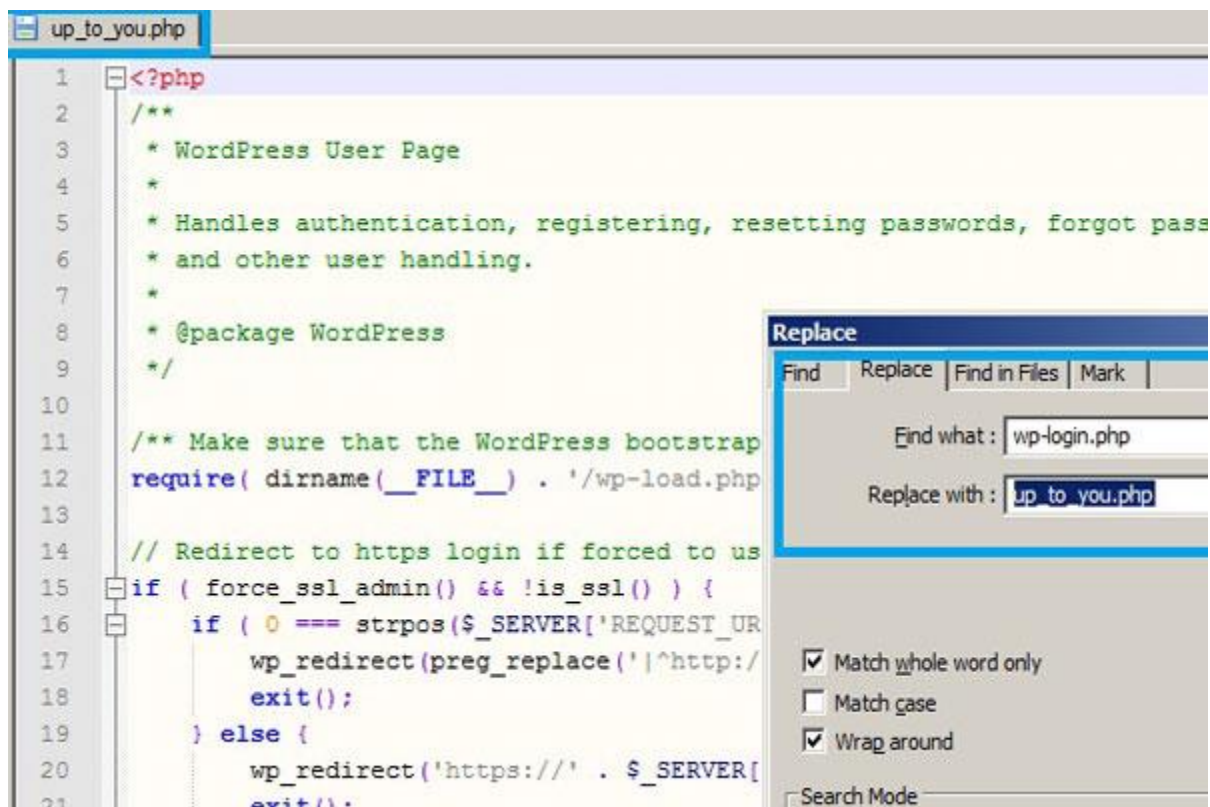 up_to_you.php
1 <?php
2 /**
3 * WordPress User Page
4 *
5 * Handles authentication, registering, resetting passwords, forgot pass
6 * and other user handling.
7 *
8 * @package WordPress
9 */
10
11 /** Make sure that the WordPress bootstrap
12 require( dirname(__FILE__) . '/wp-load.php
13
14 // Redirect to https login if forced to us
15 if ( force_ssl_admin() && !is_ssl() ) {
16 if ( 0 === strpos($_SERVER['REQUEST_UR
17 wp_redirect(preg_replace('|^http:/
18 exit();
19 } else {
20 wp_redirect('https://' . $_SERVER[
21 exit();
Replace
Find Replace Find in Files Mark
Find what : wp-login.php
Replace with : up_to_you.php
Match whole word only
Match case
Wrap around
Search Mode